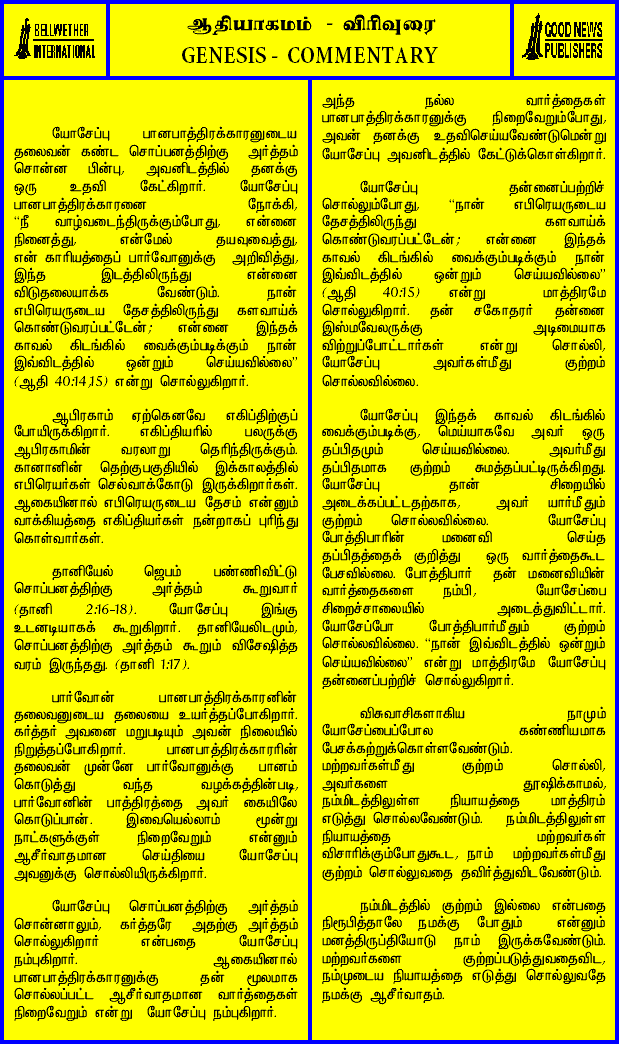 BELLWETHER
INTERNATIONAL
ஆதியாகமம் - விரிவுரை
GENESIS - COMMENTARY
GOOD NEWS
PUBLISHERS
யோசேப்பு பானபாத்திரக்காரனுடைய
தலைவன் கண்ட சொப்பனத்திற்கு அர்த்தம்
சொன்ன பின்பு, அவனிடத்தில் தனக்கு
ஒரு உதவி கேட்கிறார். யோசேப்பு
பானபாத்திரக்காரனை நோக்கி,
“நீ வாழ்வடைந்திருக்கும்போது, என்னை
நினைத்து, என்மேல் தயவுவைத்து,
என் காரியத்தைப் பார்வோனுக்கு அறிவித்து,
இந்த இடத்திலிருந்து என்னை
விடுதலையாக்க வேண்டும். நான்
எபிரெயருடைய தேசத்திலிருந்து களவாய்க்
கொண்டுவரப்பட்டேன்; என்னை இந்தக்
காவல் கிடங்கில் வைக்கும்படிக்கும் நான்
இவ்விடத்தில் ஒன்றும் செய்யவில்லை”
(ஆதி 40:14,15) என்று சொல்லுகிறார்.
ஆபிரகாம் ஏற்கெனவே எகிப்திற்குப்
போயிருக்கிறார். எகிப்தியரில் பலருக்கு
ஆபிரகாமின் வரலாறு தெரிந்திருக்கும்.
கானானின் தெற்குபகுதியில் இக்காலத்தில்
எபிரெயர்கள் செல்வாக்கோடு இருக்கிறார்கள்.
ஆகையினால் எபிரெயருடைய தேசம் என்னும்
வாக்கியத்தை எகிப்தியர்கள் நன்றாகப் புரிந்து
கொள்வார்கள்.
தானியேல் ஜெபம் பண்ணிவிட்டு
சொப்பனத்திற்கு அர்த்தம் கூறுவார்
(தானி 2:16-18). யோசேப்பு இங்கு
உடனடியாகக் கூறுகிறார். தானியேலிடமும்,
சொப்பனத்திற்கு அர்த்தம் கூறும் விசேஷித்த
வரம் இருந்தது. (தானி 1:17).
பார்வோன் பானபாத்திரக்காரனின்
தலைவனுடைய தலையை உயர்த்தப்போகிறார்.
கர்த்தர் அவனை மறுபடியும் அவன் நிலையில்
நிறுத்தப்போகிறார். பானபாத்திரக்காரரின்
தலைவன் முன்னே பார்வோனுக்கு பானம்
கொடுத்து வந்த வழக்கத்தின்படி,
பார்வோனின் பாத்திரத்தை அவர் கையிலே
கொடுப்பான். இவையெல்லாம் மூன்று
நாட்களுக்குள் நிறைவேறும் என்னும்
ஆசீர்வாதமான செய்தியை யோசேப்பு
அவனுக்கு சொல்லியிருக்கிறார்.
யோசேப்பு சொப்பனத்திற்கு அர்த்தம்
சொன்னாலும், கர்த்தரே அதற்கு அர்த்தம்
சொல்லுகிறார் என்பதை யோசேப்பு
நம்புகிறார். ஆகையினால்
பானபாத்திரக்காரனுக்கு தன் மூலமாக
சொல்லப்பட்ட ஆசீர்வாதமான வார்த்தைகள்
நிறைவேறும் என்று யோசேப்பு நம்புகிறார்.
அந்த நல்ல வார்த்தைகள்
பானபாத்திரக்காரனுக்கு நிறைவேறும்போது,
அவன் தனக்கு உதவிசெய்யவேண்டுமென்று
யோசேப்பு அவனிடத்தில் கேட்டுக்கொள்கிறார்.
யோசேப்பு தன்னைப்பற்றிச்
சொல்லும்போது, “நான் எபிரெயருடைய
தேசத்திலிருந்து களவாய்க்
கொண்டுவரப்பட்டேன்; என்னை இந்தக்
காவல் கிடங்கில் வைக்கும்படிக்கும் நான்
இவ்விடத்தில் ஒன்றும் செய்யவில்லை”
(ஆதி 40:15) என்று மாத்திரமே
சொல்லுகிறார். தன் சகோதரர் தன்னை
இஸ்மவேலருக்கு அடிமையாக
விற்றுப்போட்டார்கள் என்று சொல்லி,
யோசேப்பு அவர்கள்மீது குற்றம்
சொல்லவில்லை.
யோசேப்பு இந்தக் காவல் கிடங்கில்
வைக்கும்படிக்கு, மெய்யாகவே அவர் ஒரு
தப்பிதமும் செய்யவில்லை. அவர்மீது
தப்பிதமாக குற்றம் சுமத்தப்பட்டிருக்கிறது.
யோசேப்பு தான் சிறையில்
அடைக்கப்பட்டதற்காக, அவர் யார்மீதும்
குற்றம் சொல்லவில்லை. யோசேப்பு
போத்திபாரின் மனைவி செய்த
தப்பிதத்தைக் குறித்து ஒரு வார்த்தைகூட
பேசவில்லை. போத்திபார் தன் மனைவியின்
வார்த்தைகளை நம்பி, யோசேப்பை
சிறைச்சாலையில் அடைத்துவிட்டார்.
யோசேப்போ போத்திபார்மீதும் குற்றம்
சொல்லவில்லை. “நான் இவ்விடத்தில் ஒன்றும்
செய்யவில்லை” என்று மாத்திரமே யோசேப்பு
தன்னைப்பற்றிச் சொல்லுகிறார்.
விசுவாசிகளாகிய நாமும்
யோசேப்பைப்போல கண்ணியமாக
பேசக்கற்றுக்கொள்ளவேண்டும்.
மற்றவர்கள்மீது குற்றம் சொல்லி,
அவர்களை தூஷிக்காமல்,
நம்மிடத்திலுள்ள நியாயத்தை மாத்திரம்
எடுத்து சொல்லவேண்டும். நம்மிடத்திலுள்ள
நியாயத்தை மற்றவர்கள்
விசாரிக்கும்போதுகூட, நாம் மற்றவர்கள்மீது
குற்றம் சொல்லுவதை தவிர்த்துவிடவேண்டும்.
நம்மிடத்தில் குற்றம் இல்லை என்பதை
நிரூபித்தாலே நமக்கு போதும் என்னும்
மனத்திருப்தியோடு நாம் இருக்கவேண்டும்.
மற்றவர்களை குற்றப்படுத்துவதைவிட,
நம்முடைய நியாயத்தை எடுத்து சொல்லுவதே
நமக்கு ஆசீர்வாதம்.